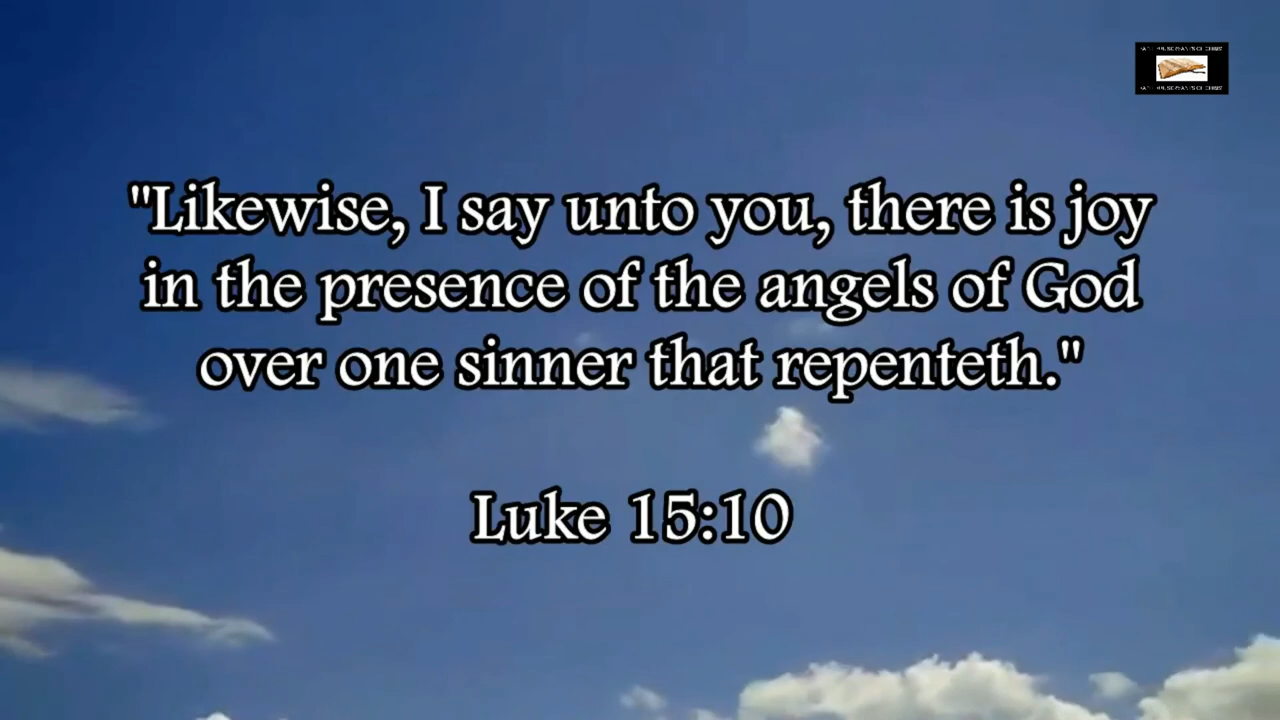 "Likewise, I say unto you, there is joy
in the presence of the angels of God
over one sinner that repenteth."
Luke 15:10